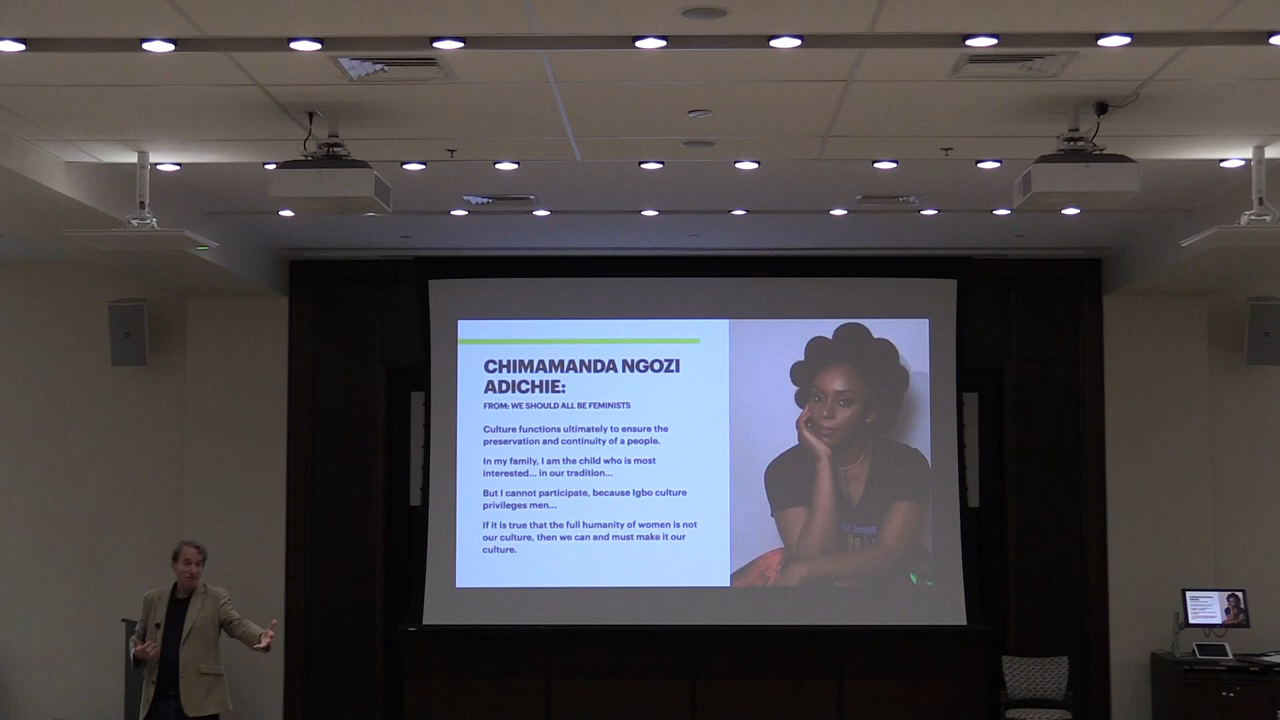 CHIMAMANDA NGOZI
ADICHIE:
FROM: WE SHOULD ALL BE FEMINISTS
Culture functions ultimately to ensure the
preservation and continuity of a people.
In my family, I am the child who is most
interested... in our tradition...
But I cannot participate, because Igbo culture
privileges men...
If it is true that the full humanity of women is not
our culture, then we can and must make it our
culture.